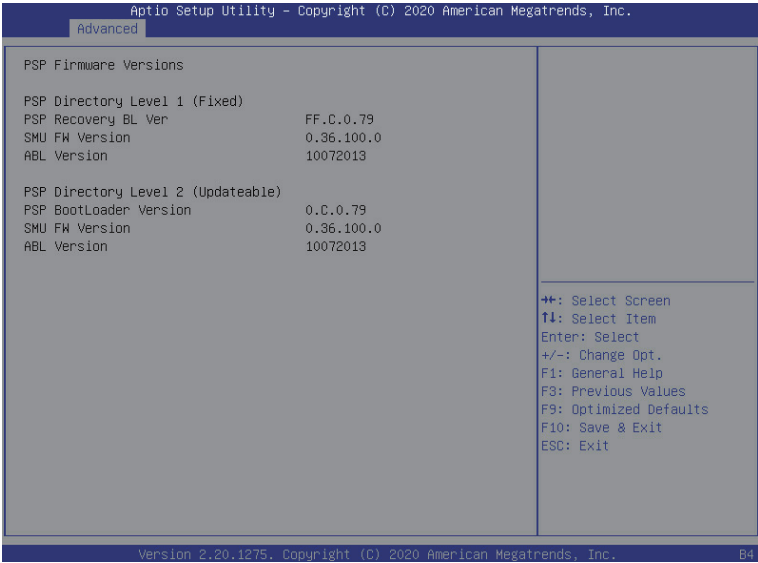 Aptio Setup Utility – Copyright (C) 2020 American Megatrends, Inc.
Advanced
PSP Firmware Versions
PSP Directory Level 1 (Fixed)
PSP Recovery BL Ver FF.C.0.79
SMU FW Version 0.36.100.0
ABL Version 10072013
PSP Directory Level 2 (Updateable)
PSP BootLoader Version 0.C.0.79
SMU FW Version 0.36.100.0
ABL Version 10072013
→←: Select Screen
↑↓: Select Item
Enter: Select
+/-: Change Opt.
F1: General Help
F3: Previous Values
F9: Optimized Defaults
F10: Save & Exit
ESC: Exit
Version 2.20.1275. Copyright (C) 2020 American Megatrends, Inc.
B4